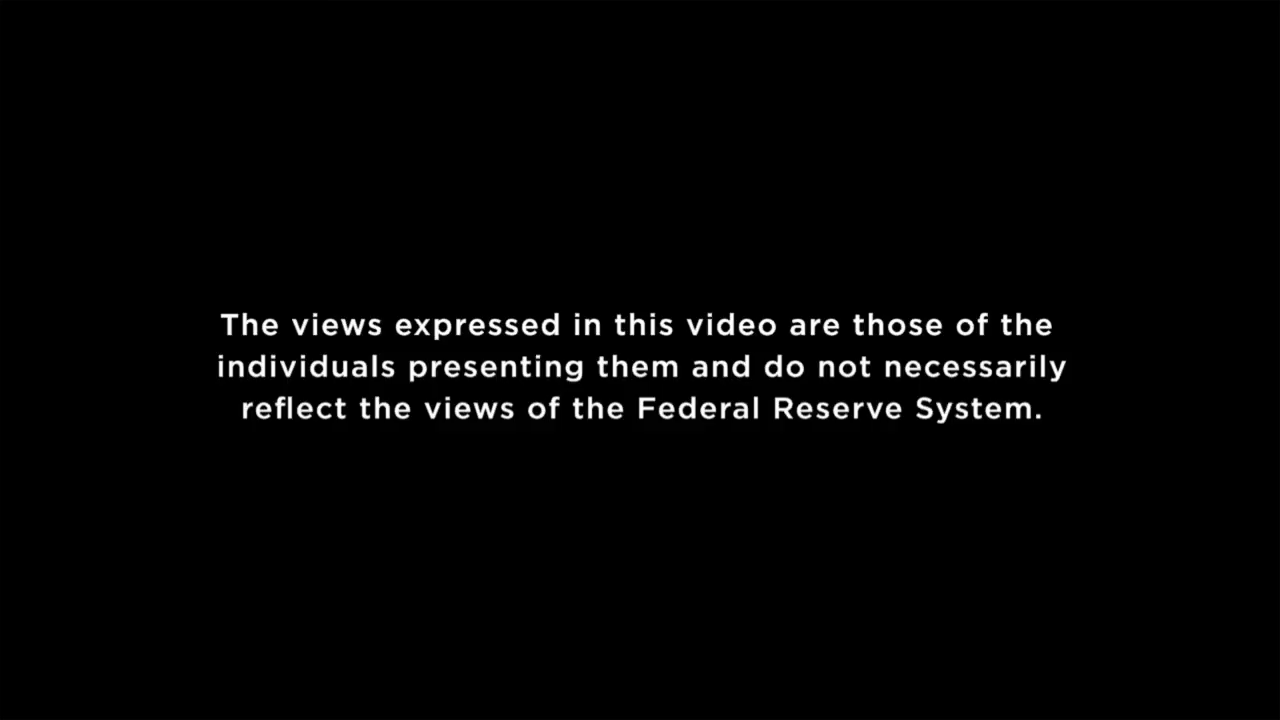 The views expressed in this video are those of the
individuals presenting them and do not necessarily
reflect the views of the Federal Reserve System.